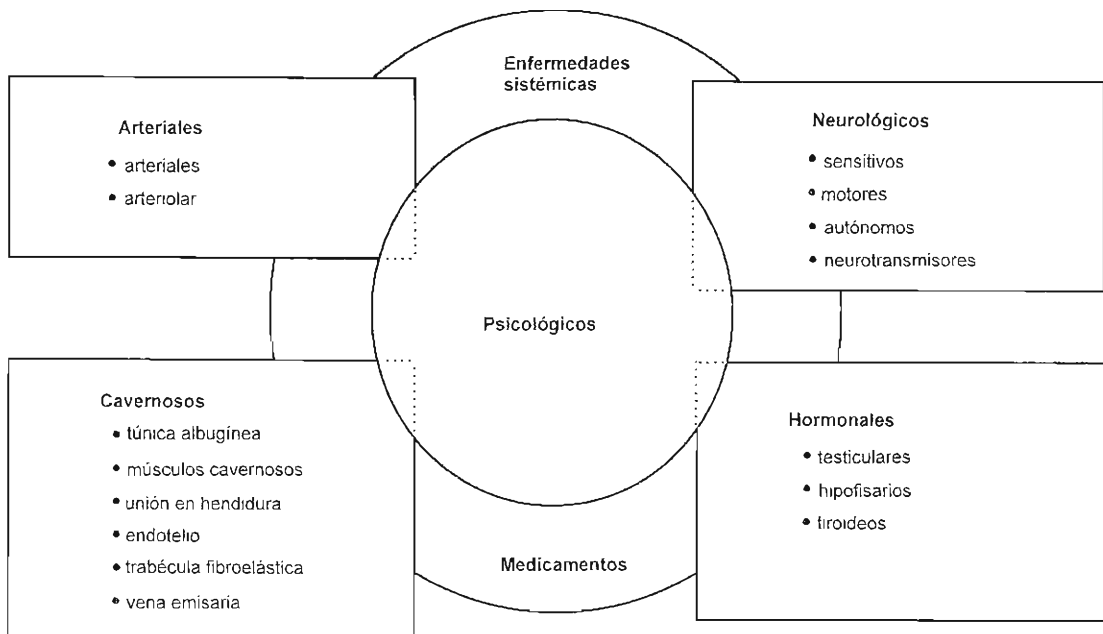 Enfermedades
sistémicas
Arteriales
• arteriales
• arteriolar
Neurológicos
• sensitivos
• motores
• autónomos
• neurotransmisores
Psicológicos
Cavernosos
• túnica albugínea
• músculos cavernosos
• unión en hendidura
• endotelio
• trabécula fibroelástica
• vena emisaria
Hormonales
• testiculares
• hipofisarios
• tiroideos
Medicamentos